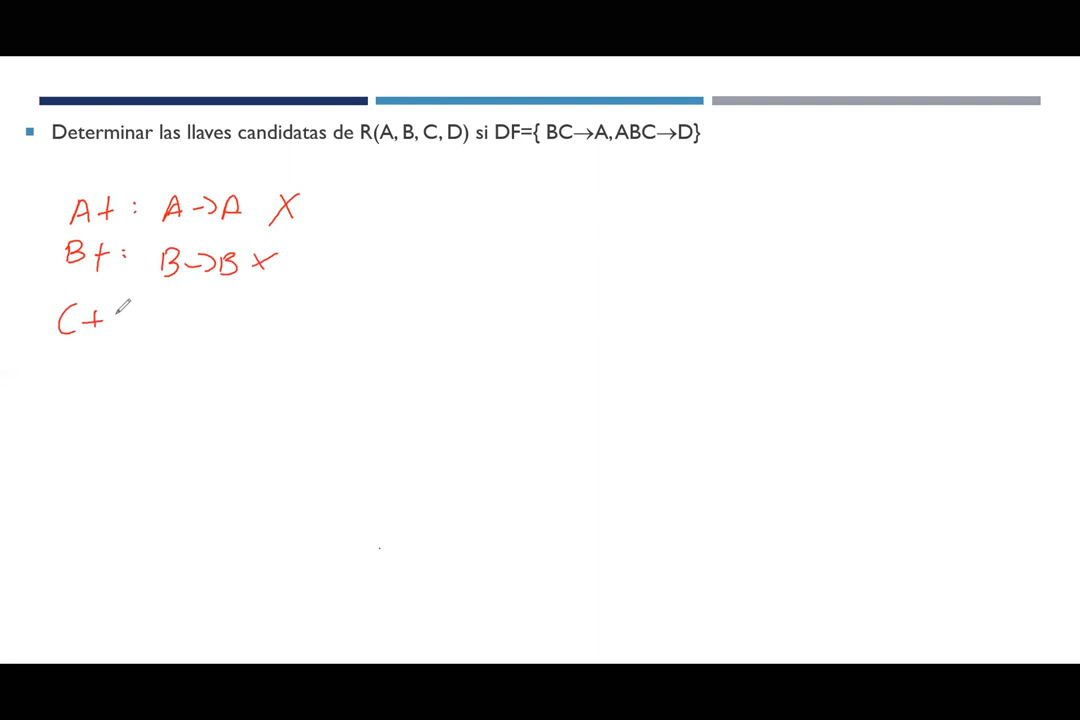 Determinar las llaves candidatas de R(A, B, C, D) si DF={ BC→A, ABC→D}
A+ : A->A X
B+ : B->B X
C+